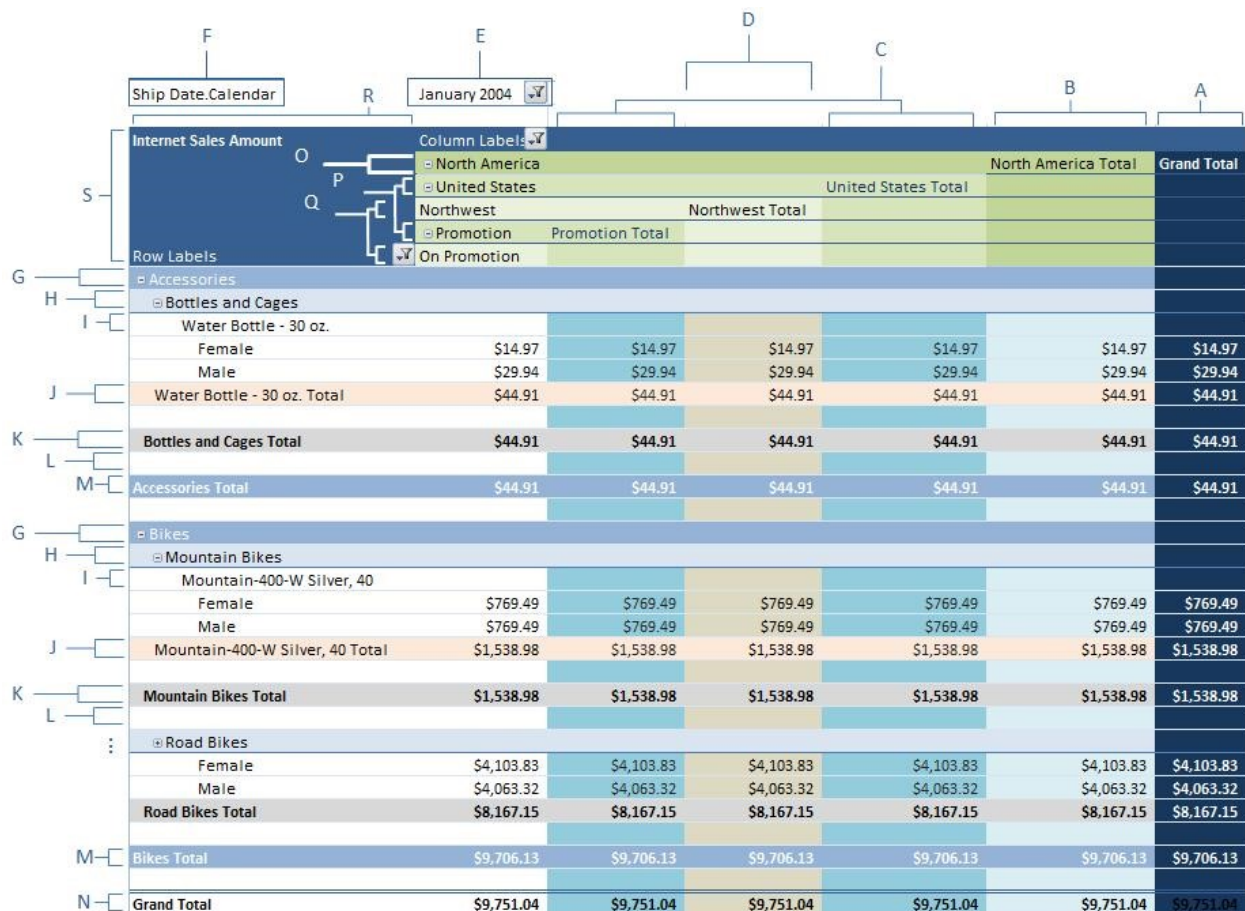 D
F E C
Ship Date.Calendar R January 2004 B A
Internet Sales Amount Column Labels
O North America North America Total Grand Total
S P United States United States Total
Q Northwest Northwest Total
Promotion Promotion Total
Row Labels On Promotion
G Accessories
H Bottles and Cages
I Water Bottle - 30 oz.
Female $14.97 $14.97 $14.97 $14.97 $14.97 $14.97
Male $29.94 $29.94 $29.94 $29.94 $29.94 $29.94
J Water Bottle - 30 oz. Total $44.91 $44.91 $44.91 $44.91 $44.91 $44.91
K Bottles and Cages Total $44.91 $44.91 $44.91 $44.91 $44.91 $44.91
L
M Accessories Total $44.91 $44.91 $44.91 $44.91 $44.91 $44.91
G Bikes
H Mountain Bikes
I Mountain-400-W Silver, 40
Female $769.49 $769.49 $769.49 $769.49 $769.49 $769.49
Male $769.49 $769.49 $769.49 $769.49 $769.49 $769.49
J Mountain-400-W Silver, 40 Total $1,538.98 $1,538.98 $1,538.98 $1,538.98 $1,538.98 $1,538.98
K Mountain Bikes Total $1,538.98 $1,538.98 $1,538.98 $1,538.98 $1,538.98 $1,538.98
L
⋮ Road Bikes
Female $4,103.83 $4,103.83 $4,103.83 $4,103.83 $4,103.83 $4,103.83
Male $4,063.32 $4,063.32 $4,063.32 $4,063.32 $4,063.32 $4,063.32
Road Bikes Total $8,167.15 $8,167.15 $8,167.15 $8,167.15 $8,167.15 $8,167.15
M Bikes Total $9,706.13 $9,706.13 $9,706.13 $9,706.13 $9,706.13 $9,706.13
N Grand Total $9,751.04 $9,751.04 $9,751.04 $9,751.04 $9,751.04 $9,751.04